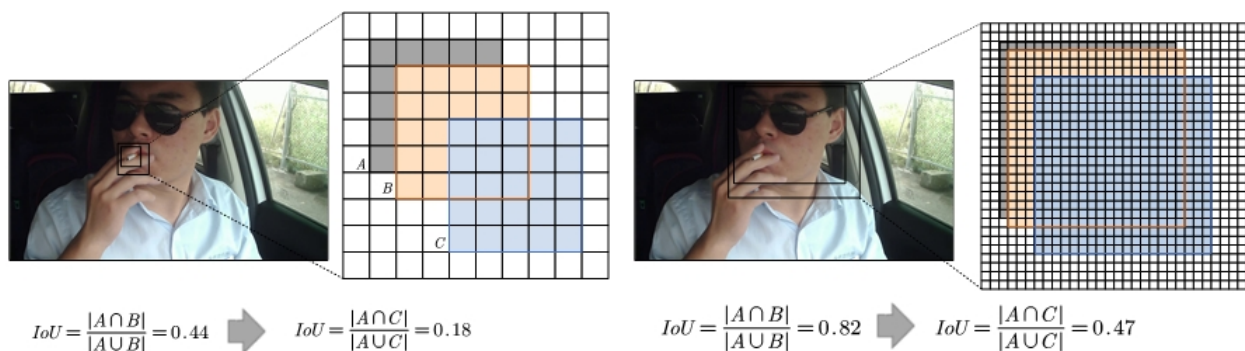 A
B
C
IoU = |A ∩ B| / |A ∪ B| = 0.44
IoU = |A ∩ C| / |A ∪ C| = 0.18
IoU = |A ∩ B| / |A ∪ B| = 0.82
IoU = |A ∩ C| / |A ∪ C| = 0.47